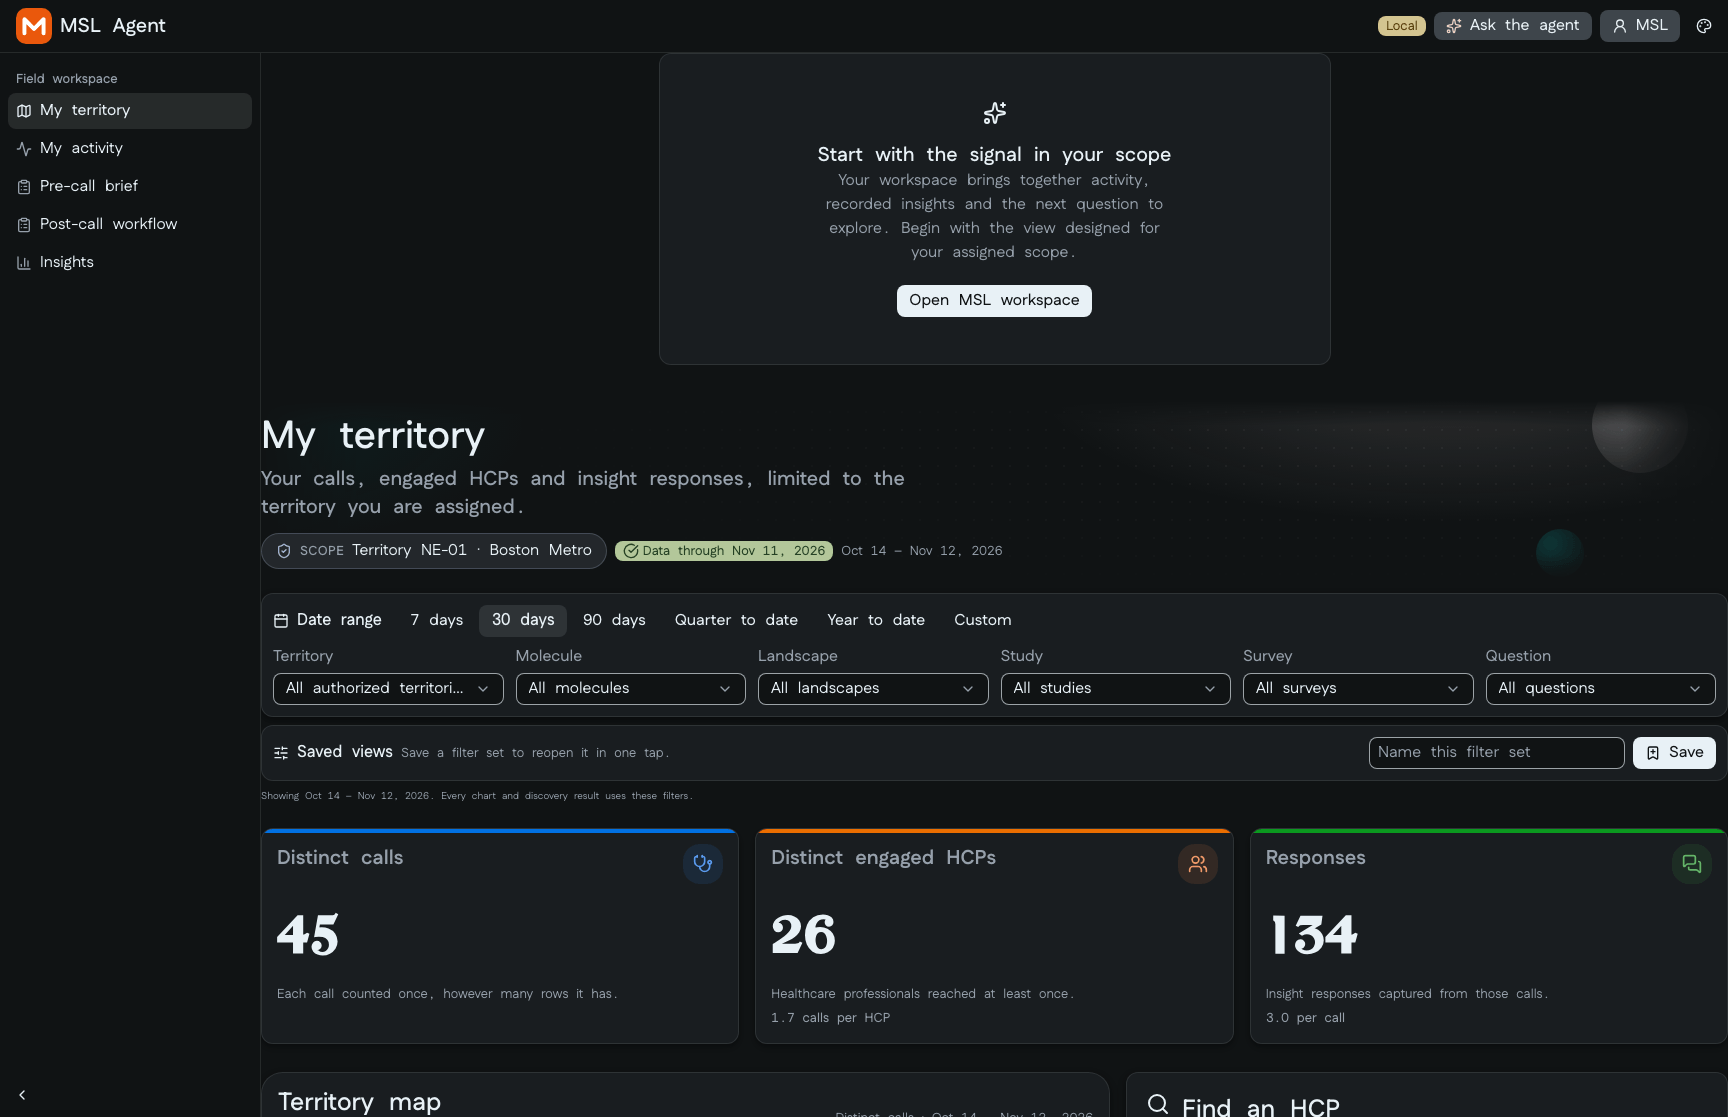 MSL Agent
Local
Ask the agent
MSL
Field workspace
My territory
My activity
Pre-call brief
Post-call workflow
Insights
Start with the signal in your scope
Your workspace brings together activity,
recorded insights and the next question to
explore. Begin with the view designed for
your assigned scope.
Open MSL workspace
My territory
Your calls, engaged HCPs and insight responses, limited to the
territory you are assigned.
SCOPE Territory NE-01 · Boston Metro
Data through Nov 11, 2026
Oct 14 – Nov 12, 2026
Date range
7 days
30 days
90 days
Quarter to date
Year to date
Custom
Territory
Molecule
Landscape
Study
Survey
Question
All authorized territori...
All molecules
All landscapes
All studies
All surveys
All questions
Saved views Save a filter set to reopen it in one tap.
Name this filter set
Save
Showing Oct 14 – Nov 12, 2026. Every chart and discovery result uses these filters.
Distinct calls
45
Each call counted once, however many rows it has.
Distinct engaged HCPs
26
Healthcare professionals reached at least once.
1.7 calls per HCP
Responses
134
Insight responses captured from those calls.
3.0 per call
Territory map
Distinct calls · Oct 14 – Nov 12, 2026
Find an HCP